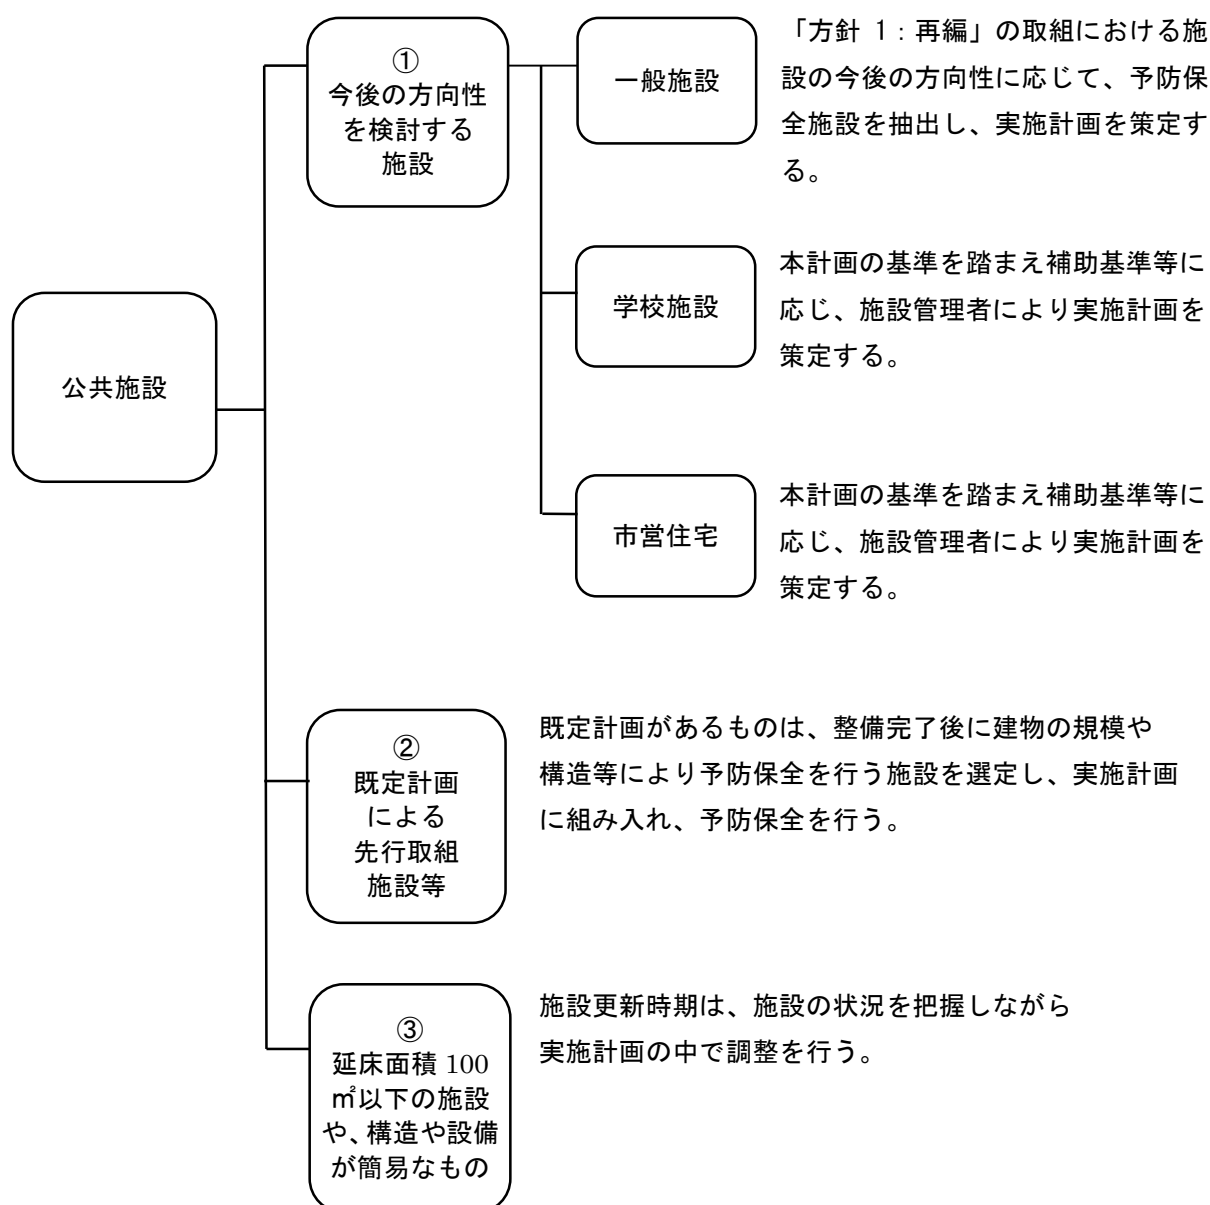 公共施設
①
今後の方向性
を検討する
施設
一般施設
「方針 1：再編」の取組における施
設の今後の方向性に応じて、予防保
全施設を抽出し、実施計画を策定す
る。
学校施設
本計画の基準を踏まえ補助基準等に
応じ、施設管理者により実施計画を
策定する。
市営住宅
本計画の基準を踏まえ補助基準等に
応じ、施設管理者により実施計画を
策定する。
②
既定計画
による
先行取組
施設等
既定計画があるものは、整備完了後に建物の規模や
構造等により予防保全を行う施設を選定し、実施計画
に組み入れ、予防保全を行う。
③
延床面積 100
㎡以下の施設
や、構造や設備
が簡易なもの
施設更新時期は、施設の状況を把握しながら
実施計画の中で調整を行う。